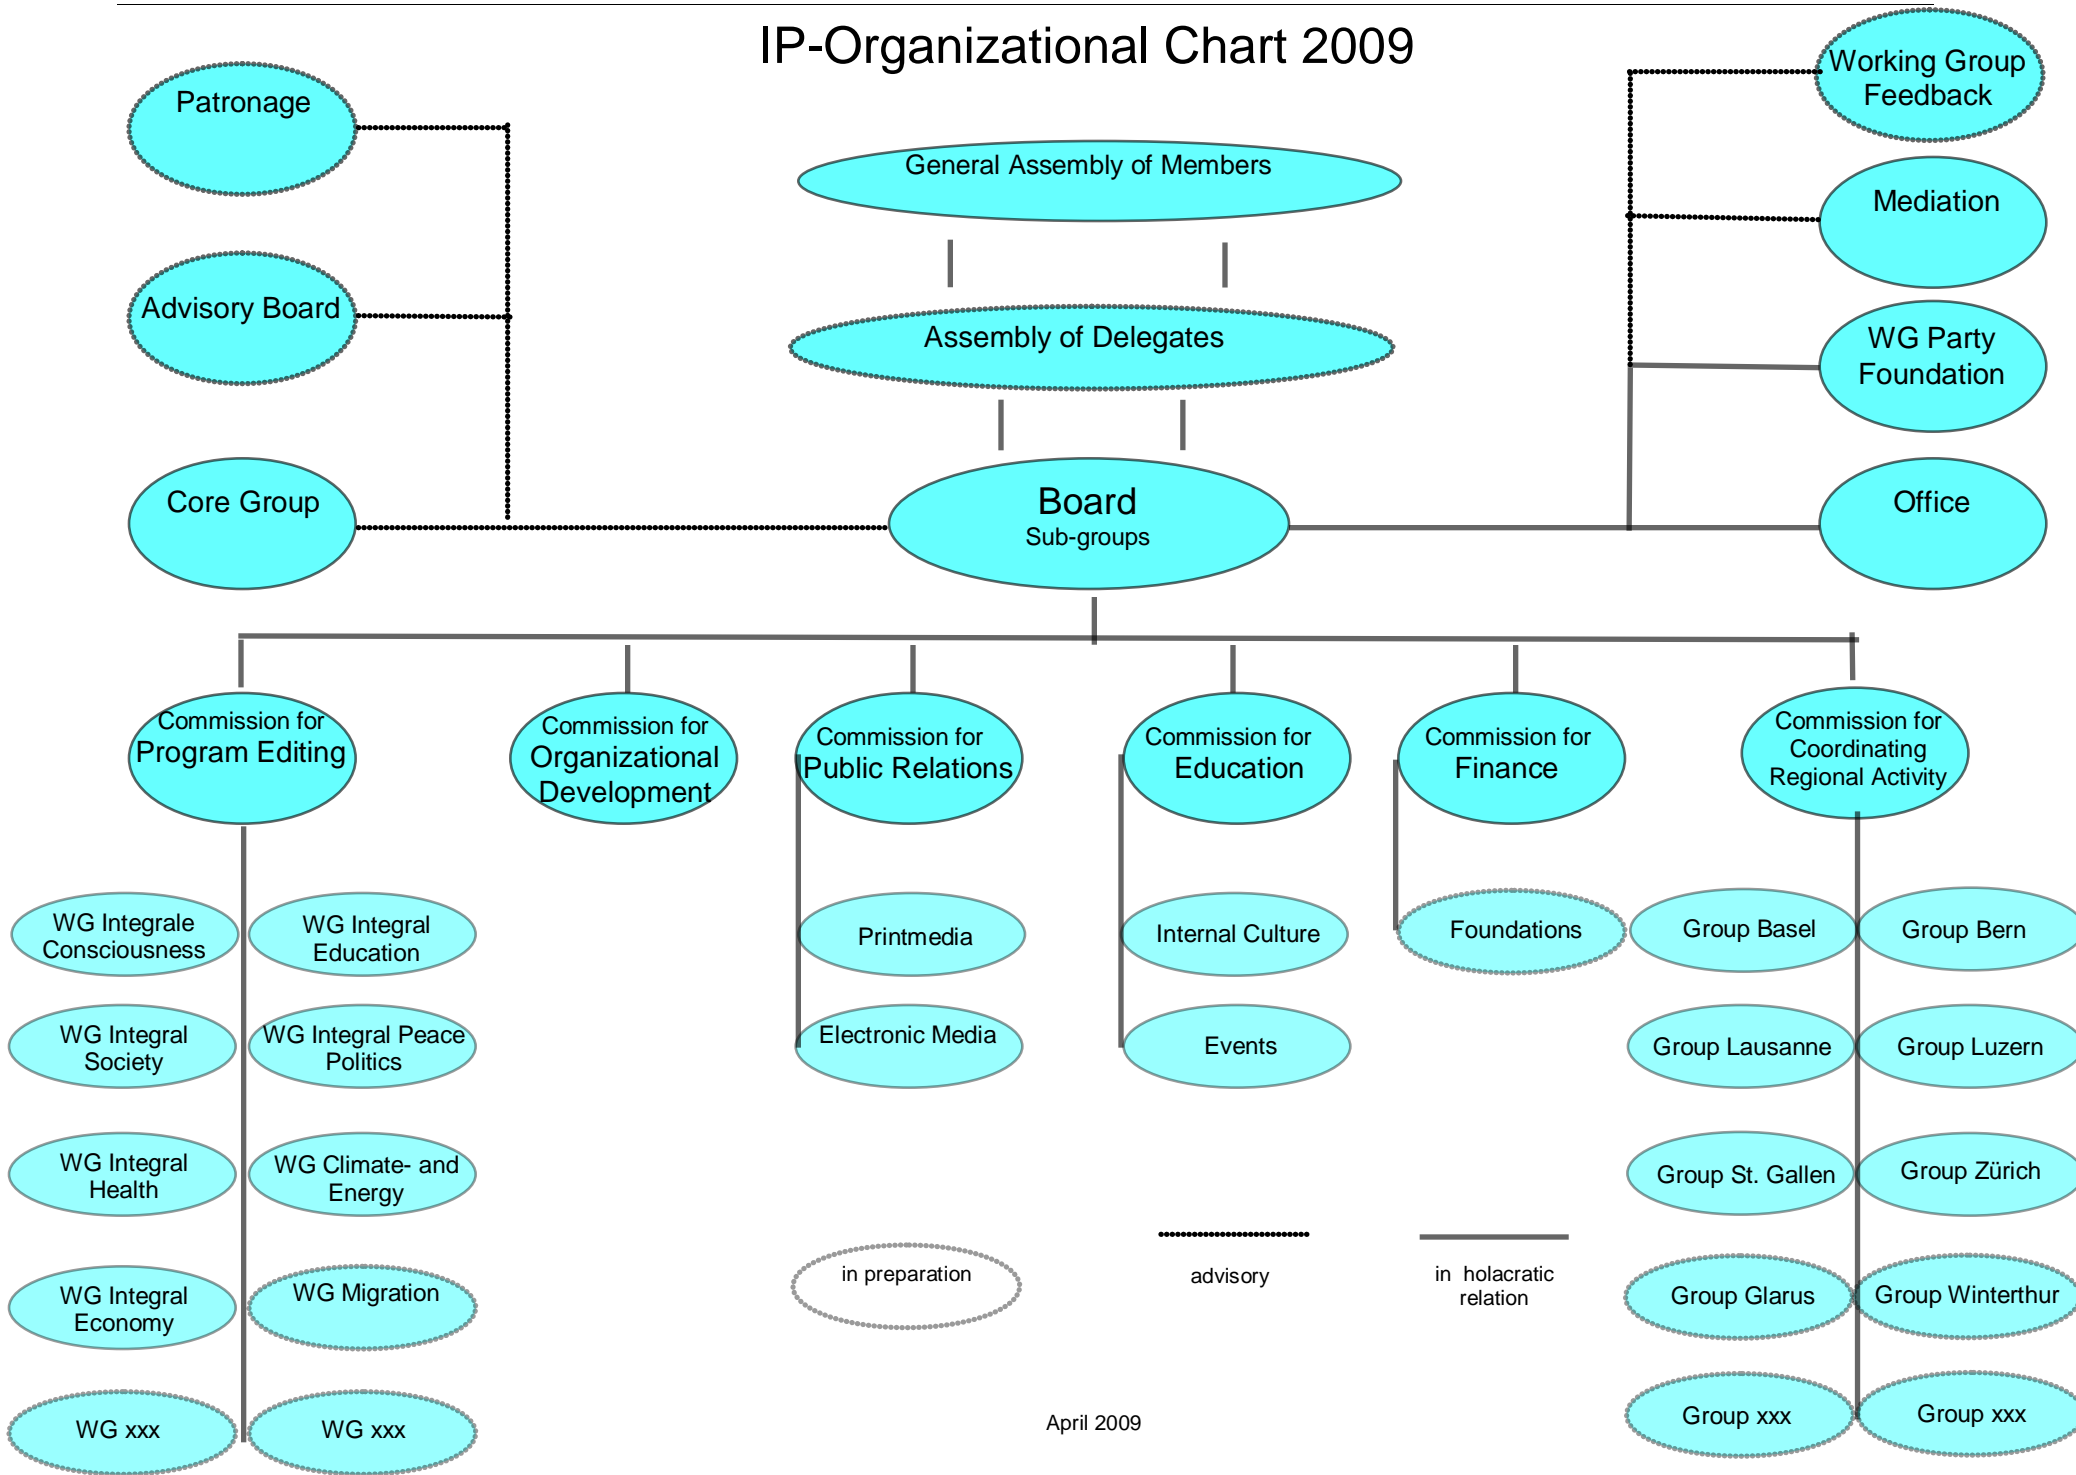 IP-Organizational Chart 2009
Patronage
Working Group
Feedback
General Assembly of Members
Mediation
Advisory Board
Assembly of Delegates
WG Party
Foundation
Core Group
Board
Sub-groups
Office
Commission for
Program Editing
Commission for
Organizational
Development
Commission for
Public Relations
Commission for
Education
Commission for
Finance
Commission for
Coordinating
Regional Activity
WG Integrale
Consciousness
WG Integral
Education
Printmedia
Internal Culture
Foundations
Group Basel
Group Bern
WG Integral
Society
WG Integral Peace
Politics
Electronic Media
Events
Group Lausanne
Group Luzern
WG Integral
Health
WG Climate- and
Energy
Group St. Gallen
Group Zürich
WG Integral
Economy
WG Migration
in preparation
advisory
in holacratic
relation
Group Glarus
Group Winterthur
WG xxx
WG xxx
April 2009
Group xxx
Group xxx